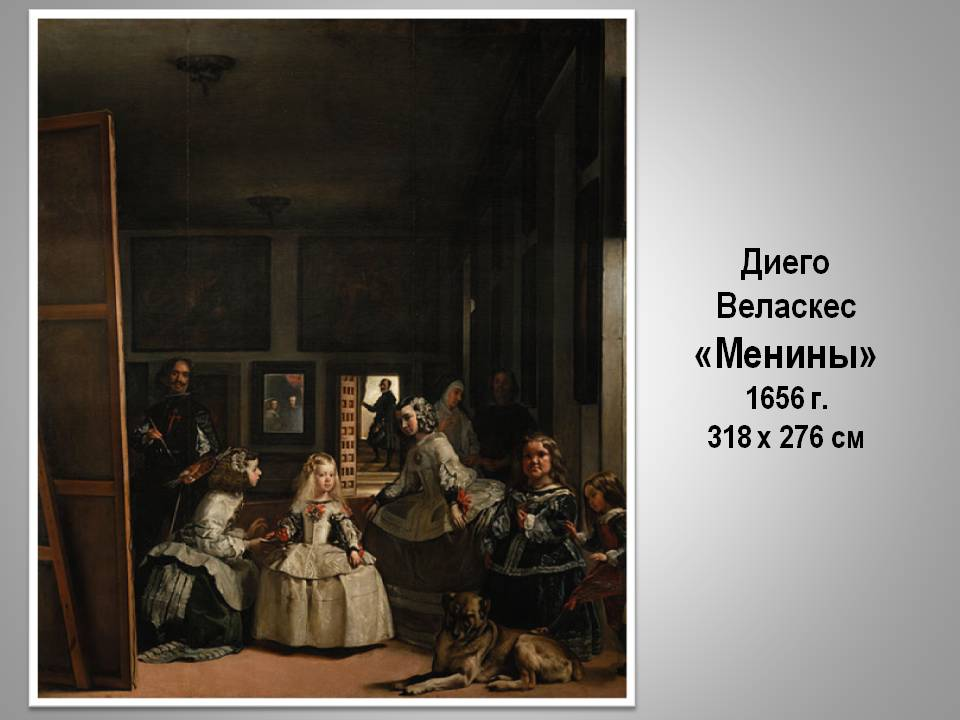 Диего
Веласкес
«Менины»
1656 г.
318 x 276 см